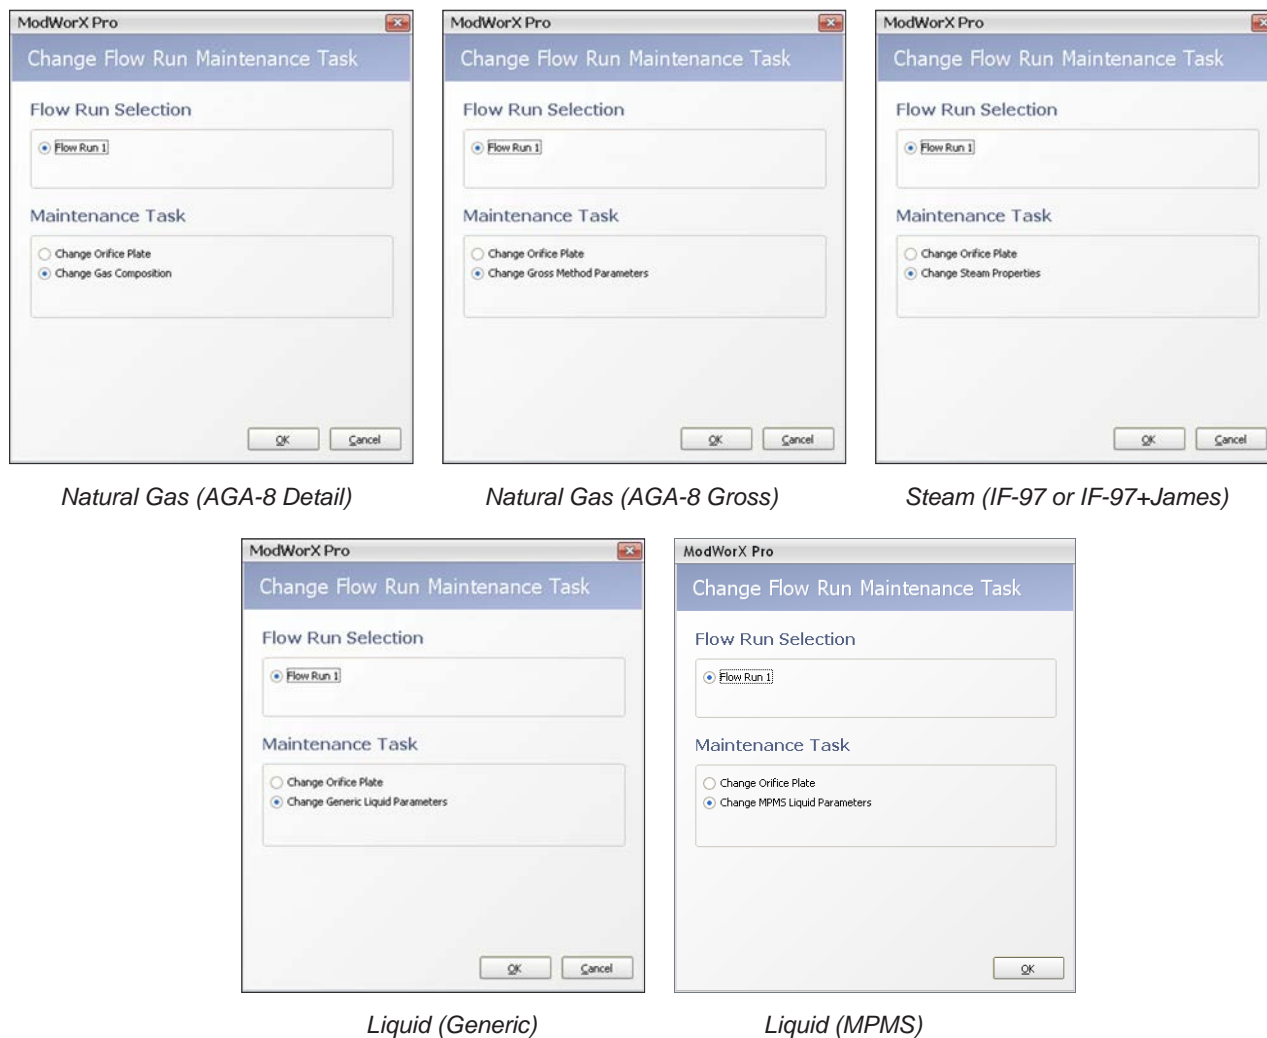 ModWorX Pro
Change Flow Run Maintenance Task
Flow Run Selection
Flow Run 1
Maintenance Task
Change Orifice Plate
Change Gas Composition
OK
Cancel
Natural Gas (AGA-8 Detail)
ModWorX Pro
Change Flow Run Maintenance Task
Flow Run Selection
Flow Run 1
Maintenance Task
Change Orifice Plate
Change Gross Method Parameters
OK
Cancel
Natural Gas (AGA-8 Gross)
ModWorX Pro
Change Flow Run Maintenance Task
Flow Run Selection
Flow Run 1
Maintenance Task
Change Orifice Plate
Change Steam Properties
OK
Cancel
Steam (IF-97 or IF-97+James)
ModWorX Pro
Change Flow Run Maintenance Task
Flow Run Selection
Flow Run 1
Maintenance Task
Change Orifice Plate
Change Generic Liquid Parameters
OK
Cancel
Liquid (Generic)
ModWorX Pro
Change Flow Run Maintenance Task
Flow Run Selection
Flow Run 1
Maintenance Task
Change Orifice Plate
Change MPMS Liquid Parameters
OK
Liquid (MPMS)